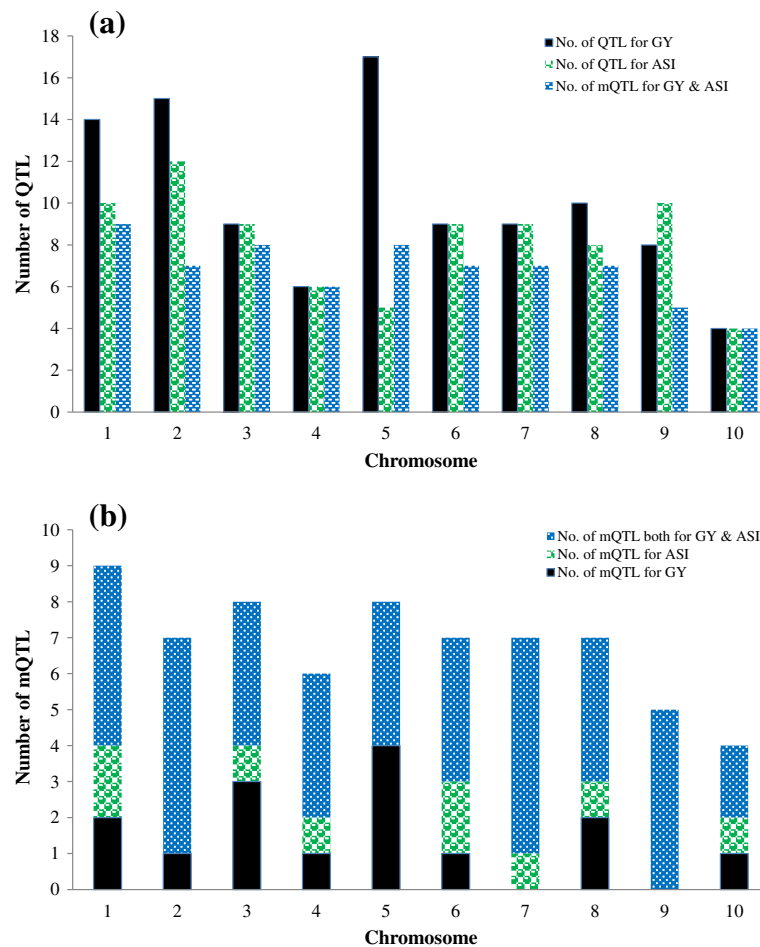 (a)
No. of QTL for GY
No. of QTL for ASI
No. of mQTL for GY & ASI
18
16
14
12
10
8
6
4
2
0
Number of QTL
1 2 3 4 5 6 7 8 9 10
Chromosome
(b)
No. of mQTL both for GY & ASI
No. of mQTL for ASI
No. of mQTL for GY
10
9
8
7
6
5
4
3
2
1
0
Number of mQTL
1 2 3 4 5 6 7 8 9 10
Chromosome